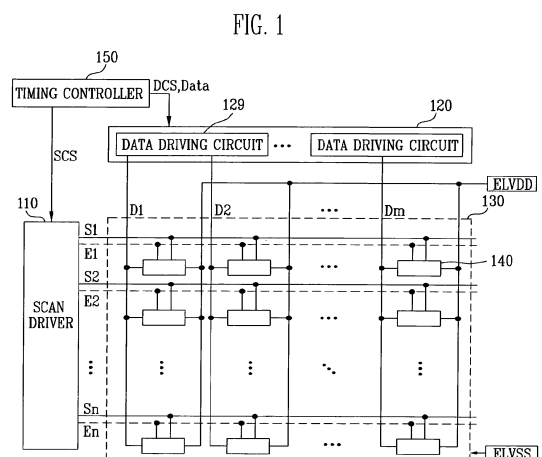 FIG. 1
150
TIMING CONTROLLER
DCS,Data
129
120
DATA DRIVING CIRCUIT
DATA DRIVING CIRCUIT
SCS
ELVDD
110
D1
D2
Dm
130
S1
E1
140
S2
E2
SCAN
DRIVER
Sn
En
ELVSS